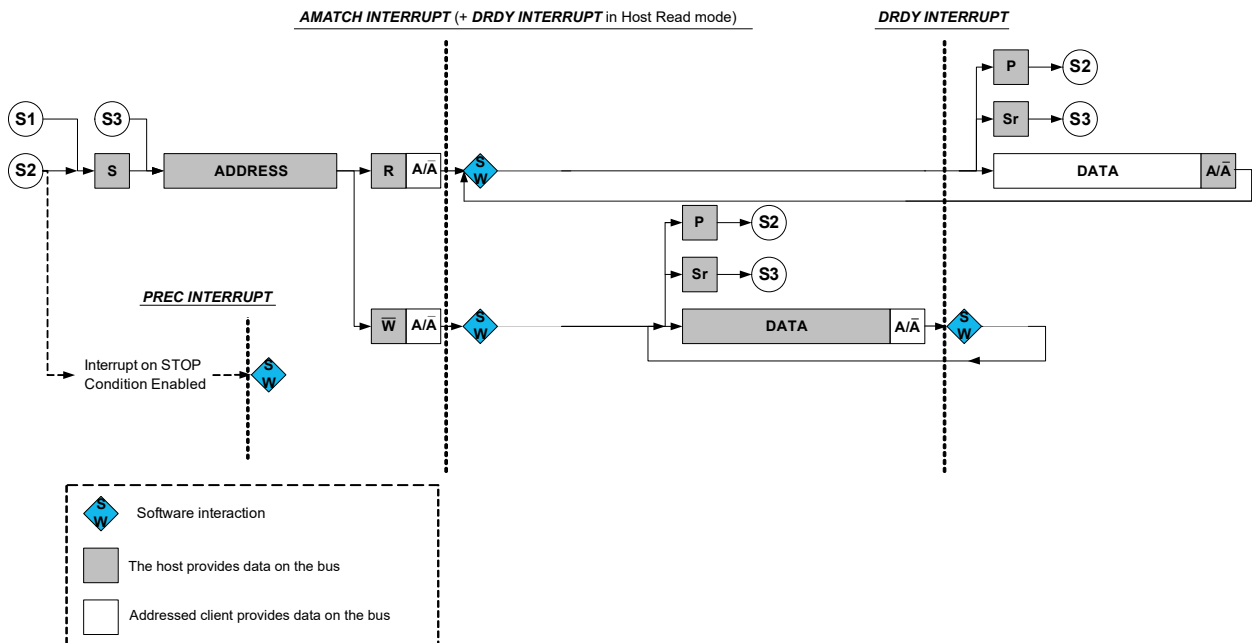 AMATCH INTERRUPT (+ DRDY INTERRUPT in Host Read mode)
DRDY INTERRUPT
P
S2
S1
S3
Sr
S3
S2
S
ADDRESS
R
A/A̅
S
W
DATA
A/A̅
P
S2
Sr
S3
PREC INTERRUPT
W̅
A/A̅
S
W
DATA
A/A̅
S
W
Interrupt on STOP
Condition Enabled
S
W
S
W
Software interaction
The host provides data on the bus
Addressed client provides data on the bus